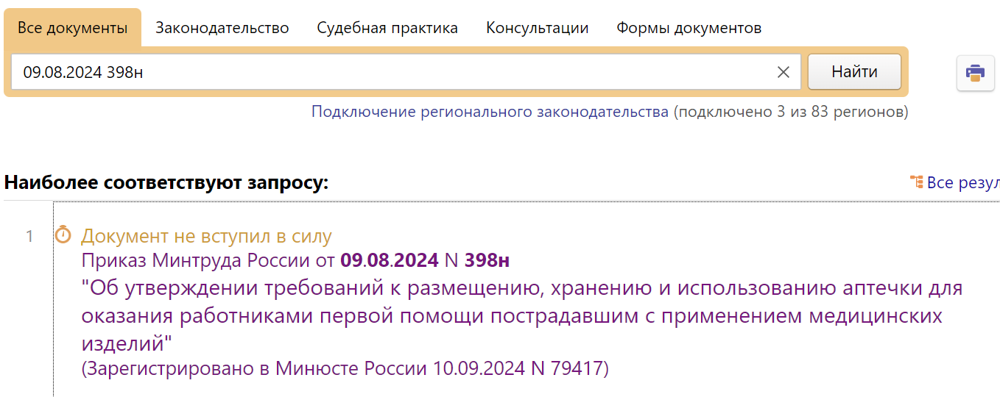 Все документы Законодательство Судебная практика Консультации Формы документов
09.08.2024 398н Найти
Подключение регионального законодательства (подключено 3 из 83 регионов)
Наиболее соответствуют запросу: Все резул
1 Документ не вступил в силу
Приказ Минтруда России от 09.08.2024 N 398н
"Об утверждении требований к размещению, хранению и использованию аптечки для
оказания работниками первой помощи пострадавшим с применением медицинских
изделий"
(Зарегистрировано в Минюсте России 10.09.2024 N 79417)